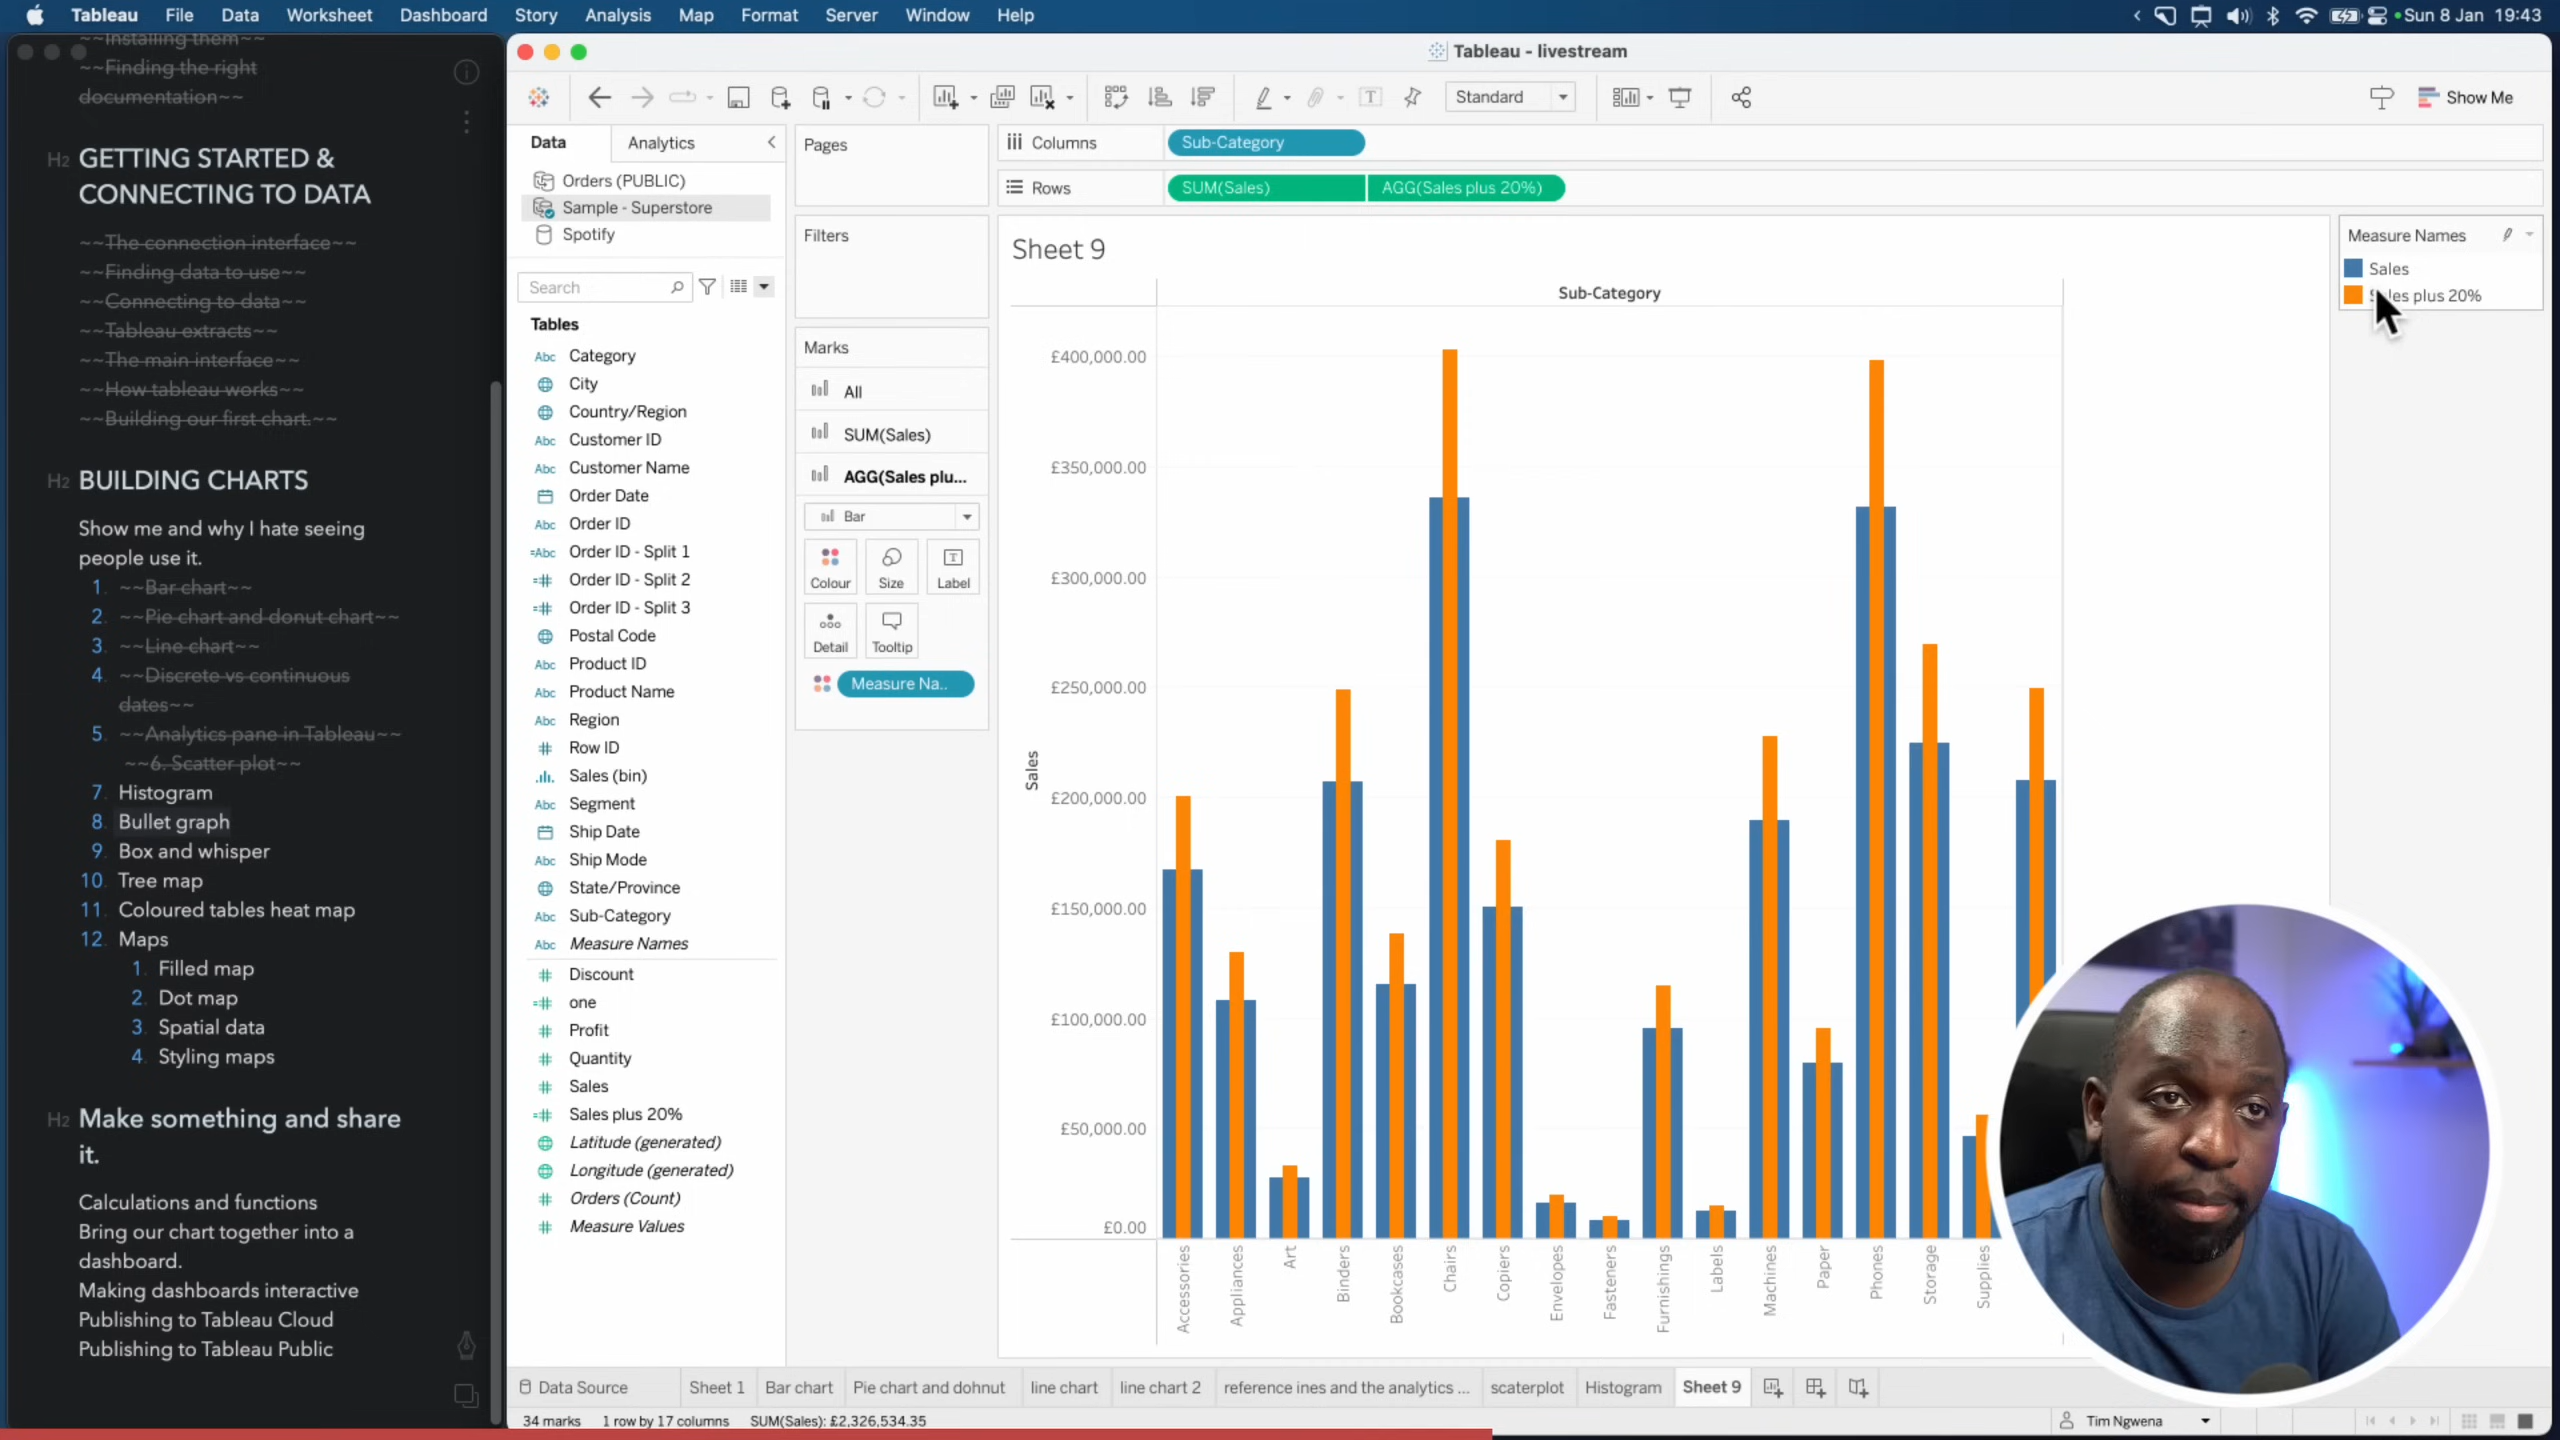 Tableau File Data Worksheet Dashboard Story Analysis Map Format Server Window Help
Sun 8 Jan 19:43
~~Installing them~~
~~Finding the right
documentation~~
H2 GETTING STARTED &
CONNECTING TO DATA
~~The connection interface~~
~~Finding data to use~~
~~Connecting to data~~
~~Tableau extracts~~
~~The main interface~~
~~How tableau works~~
~~Building our first chart.~~
H2 BUILDING CHARTS
Show me and why I hate seeing
people use it.
1. ~~Bar chart~~
2. ~~Pie chart and donut chart~~
3. ~~Line chart~~
4. ~~Discrete vs continuous
dates~~
5. ~~Analytics pane in Tableau~~
~~6. Scatter plot~~
7. Histogram
8. Bullet graph
9. Box and whisper
10. Tree map
11. Coloured tables heat map
12. Maps
1. Filled map
2. Dot map
3. Spatial data
4. Styling maps
H2 Make something and share
it.
Calculations and functions
Bring our chart together into a
dashboard.
Making dashboards interactive
Publishing to Tableau Cloud
Publishing to Tableau Public
Tableau - livestream
Standard
Show Me
Data Analytics
Orders (PUBLIC)
Sample - Superstore
Spotify
Search
Tables
Abc Category
City
Country/Region
Abc Customer ID
Abc Customer Name
Order Date
Abc Order ID
=Abc Order ID - Split 1
=# Order ID - Split 2
=# Order ID - Split 3
Postal Code
Abc Product ID
Abc Product Name
Abc Region
# Row ID
Sales (bin)
Abc Segment
Ship Date
Abc Ship Mode
State/Province
Abc Sub-Category
Abc Measure Names
# Discount
=# one
# Profit
# Quantity
# Sales
=# Sales plus 20%
Latitude (generated)
Longitude (generated)
# Orders (Count)
# Measure Values
Pages
Filters
Marks
All
SUM(Sales)
AGG(Sales plu...
Bar
Colour Size Label
Detail Tooltip
Measure Na..
Columns Sub-Category
Rows SUM(Sales) AGG(Sales plus 20%)
Sheet 9
Sub-Category
Sales
£400,000.00
£350,000.00
£300,000.00
£250,000.00
£200,000.00
£150,000.00
£100,000.00
£50,000.00
£0.00
Accessories
Appliances
Art
Binders
Bookcases
Chairs
Copiers
Envelopes
Fasteners
Furnishings
Labels
Machines
Paper
Phones
Storage
Supplies
Measure Names
Sales
plus 20%
Data Source Sheet 1 Bar chart Pie chart and dohnut line chart line chart 2 reference ines and the analytics ... scaterplot Histogram Sheet 9
34 marks 1 row by 17 columns SUM(Sales): £2,326,534.35
Tim Ngwena